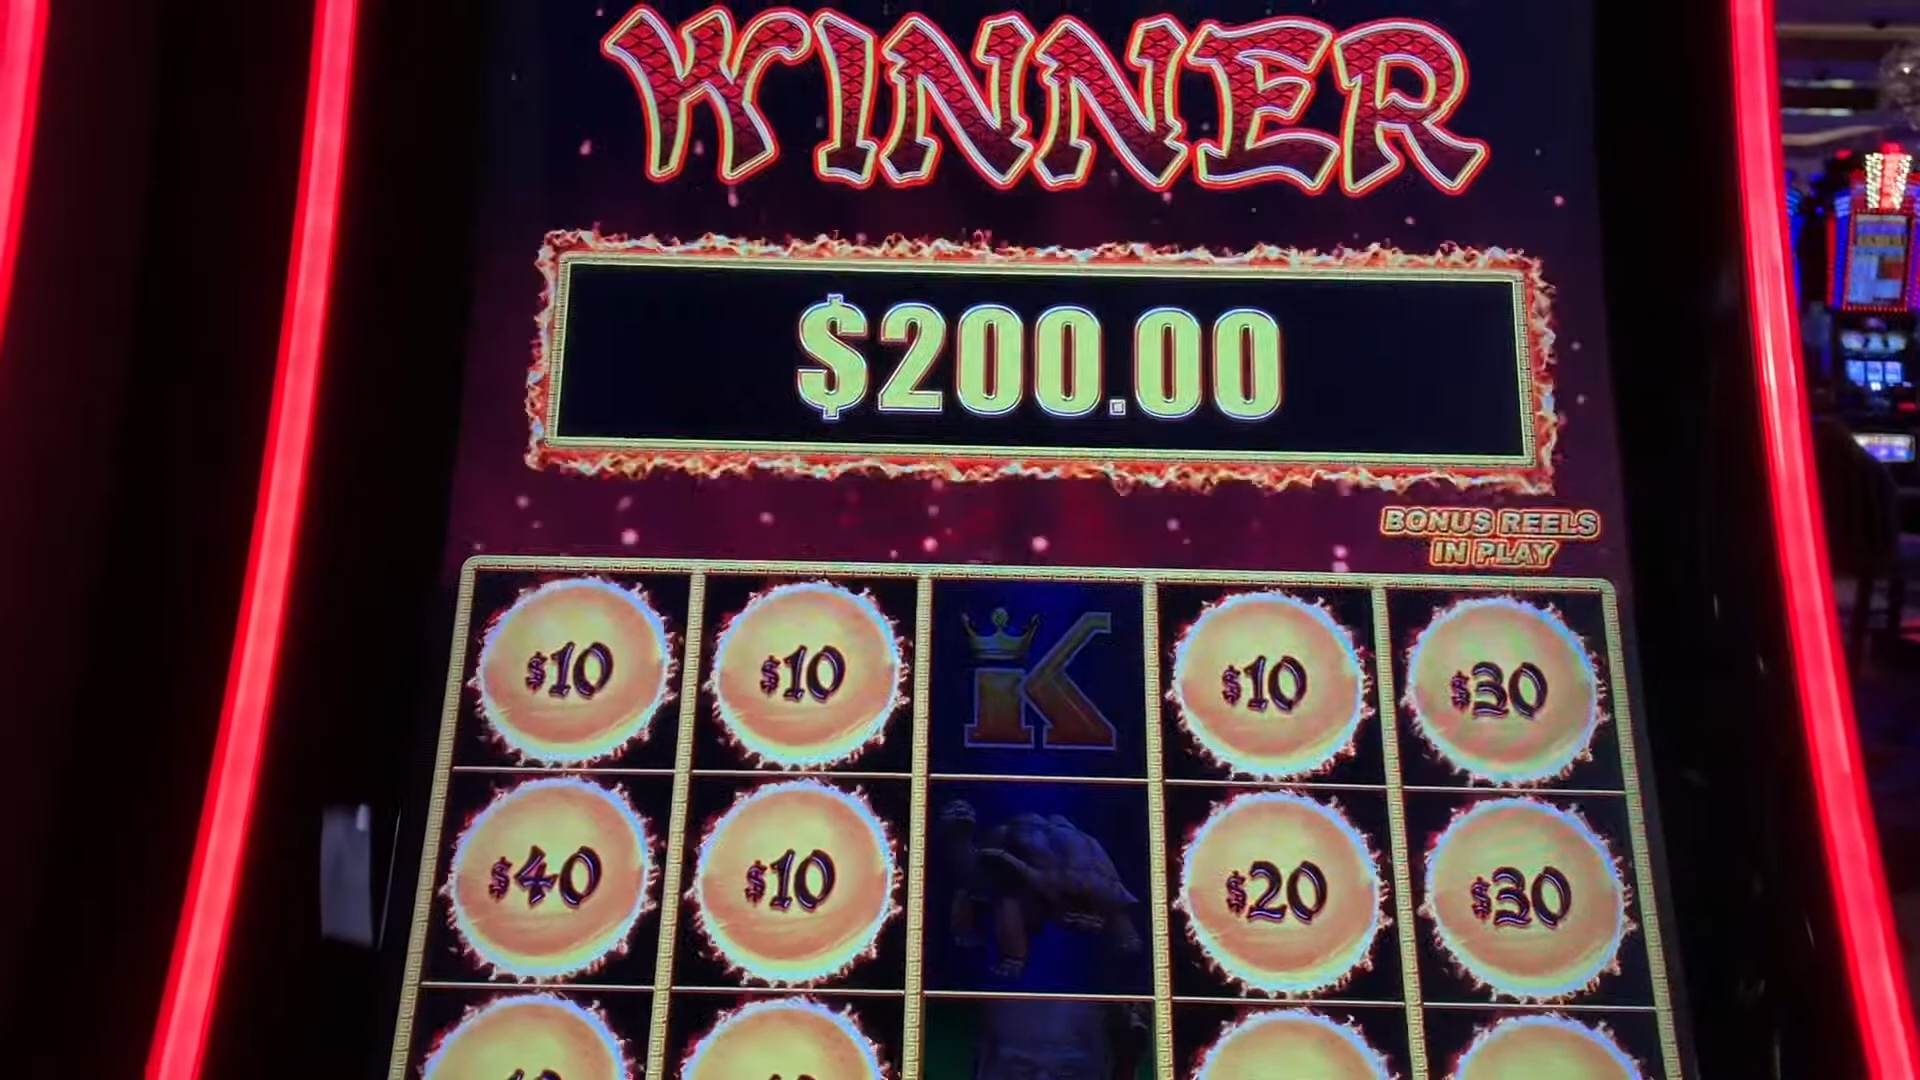 WINNER
$200.00
BONUS REELS
IN PLAY
$10 $10 K $10 $30
$40 $10 $20 $30